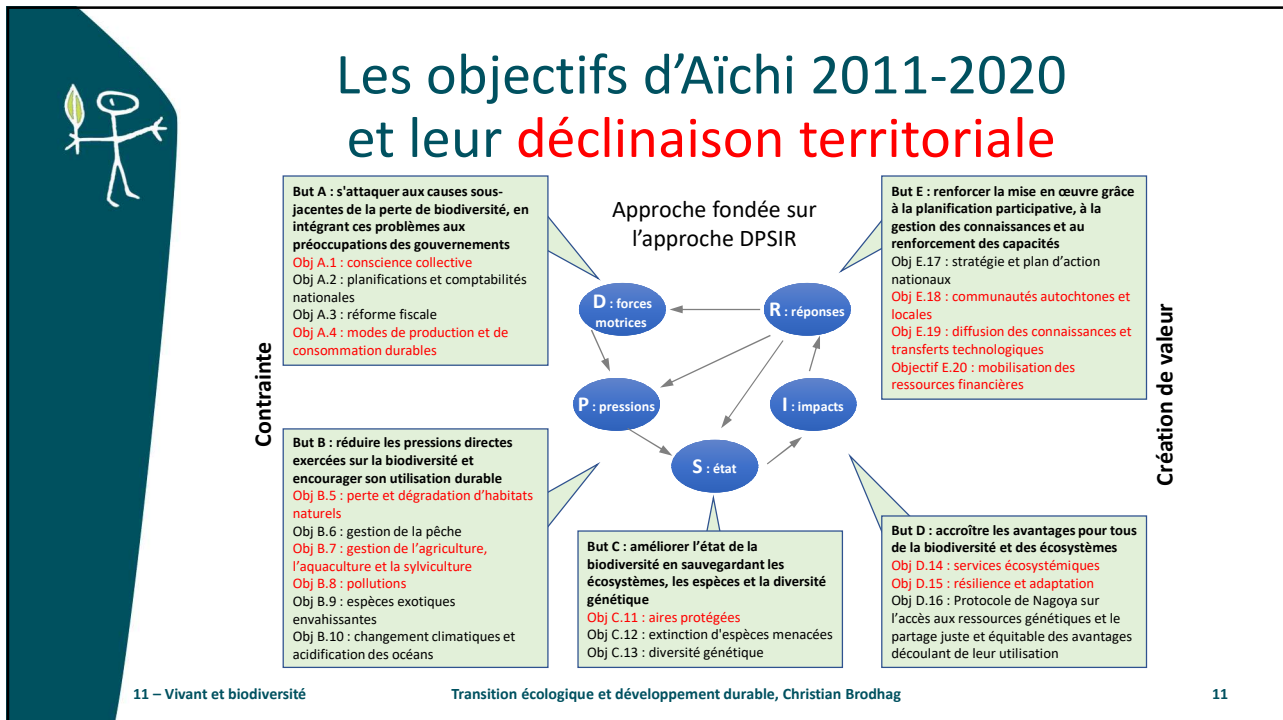 Les objectifs d'Aïchi 2011-2020
et leur déclinaison territoriale
But A : s'attaquer aux causes sous-
jacentes de la perte de biodiversité, en
intégrant ces problèmes aux
préoccupations des gouvernements
Obj A.1 : conscience collective
Obj A.2 : planifications et comptabilités
nationales
Obj A.3 : réforme fiscale
Obj A.4 : modes de production et de
consommation durables
Approche fondée sur
l'approche DPSIR
But E : renforcer la mise en œuvre grâce
à la planification participative, à la
gestion des connaissances et au
renforcement des capacités
Obj E.17 : stratégie et plan d'action
nationaux
Obj E.18 : communautés autochtones et
locales
Obj E.19 : diffusion des connaissances et
transferts technologiques
Objectif E.20 : mobilisation des
ressources financières
D : forces
motrices
R : réponses
P : pressions
I : impacts
S : état
Contrainte
Création de valeur
But B : réduire les pressions directes
exercées sur la biodiversité et
encourager son utilisation durable
Obj B.5 : perte et dégradation d'habitats
naturels
Obj B.6 : gestion de la pêche
Obj B.7 : gestion de l'agriculture,
l'aquaculture et la sylviculture
Obj B.8 : pollutions
Obj B.9 : espèces exotiques
envahissantes
Obj B.10 : changement climatiques et
acidification des océans
But C : améliorer l'état de la
biodiversité en sauvegardant les
écosystèmes, les espèces et la diversité
génétique
Obj C.11 : aires protégées
Obj C.12 : extinction d'espèces menacées
Obj C.13 : diversité génétique
But D : accroître les avantages pour tous
de la biodiversité et des écosystèmes
Obj D.14 : services écosystémiques
Obj D.15 : résilience et adaptation
Obj D.16 : Protocole de Nagoya sur
l'accès aux ressources génétiques et le
partage juste et équitable des avantages
découlant de leur utilisation
11 – Vivant et biodiversité
Transition écologique et développement durable, Christian Brodhag
11